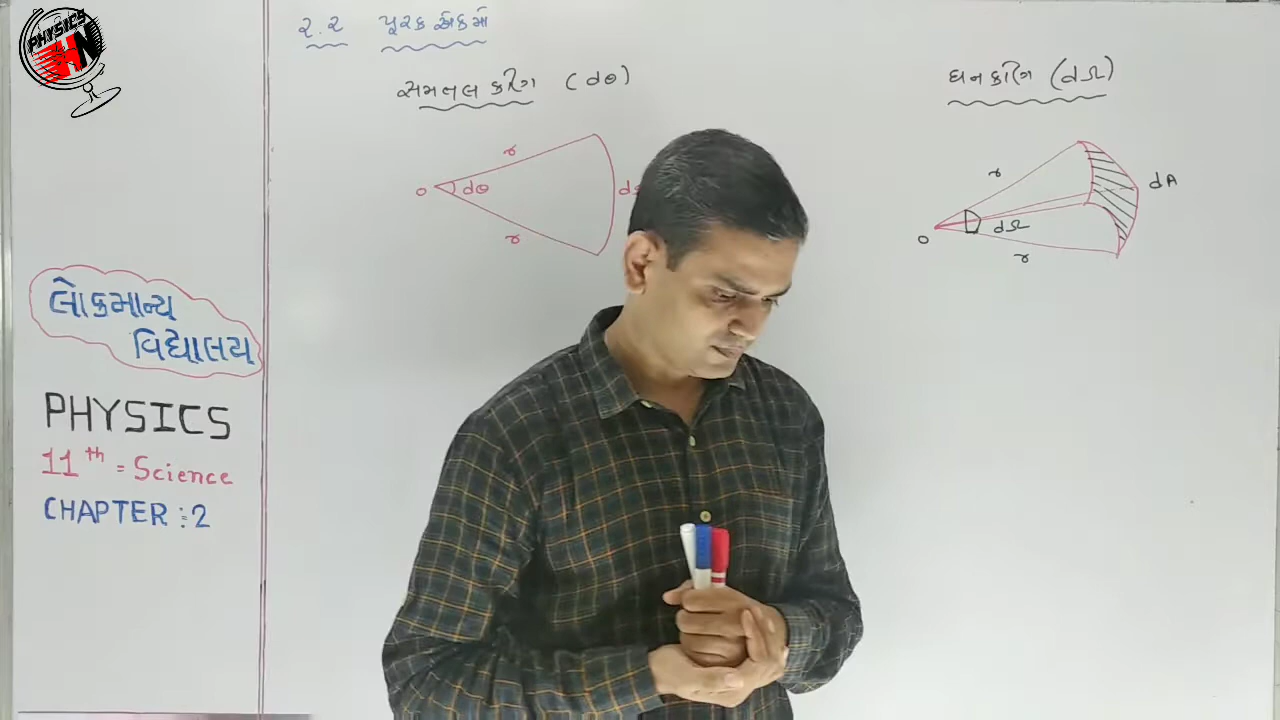 PHYSICS
HN
૨.૨ પૂરક એકમો
સમતલ કોણ (dθ)
ઘનકોણ (dΩ)
r
O
dθ
r
r
dA
O
dΩ
r
લોકમાન્ય
વિદ્યાલય
PHYSICS
11th = Science
CHAPTER : 2